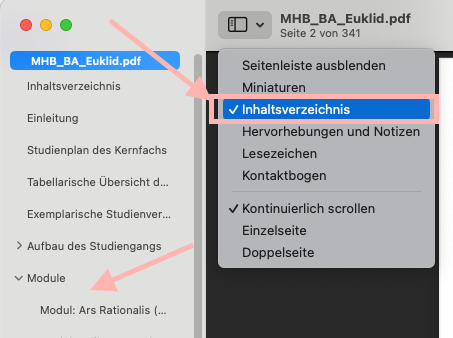 MHB_BA_Euklid.pdf
Inhaltsverzeichnis
Einleitung
Studienplan des Kernfachs
Tabellarische Übersicht d...
Exemplarische Studienver...
Aufbau des Studiengangs
Module
Modul: Ars Rationalis (...
MHB_BA_Euklid.pdf
Seite 2 von 341
Seitenleiste ausblenden
Miniaturen
Inhaltsverzeichnis
Hervorhebungen und Notizen
Lesezeichen
Kontaktbogen
Kontinuierlich scrollen
Einzelseite
Doppelseite